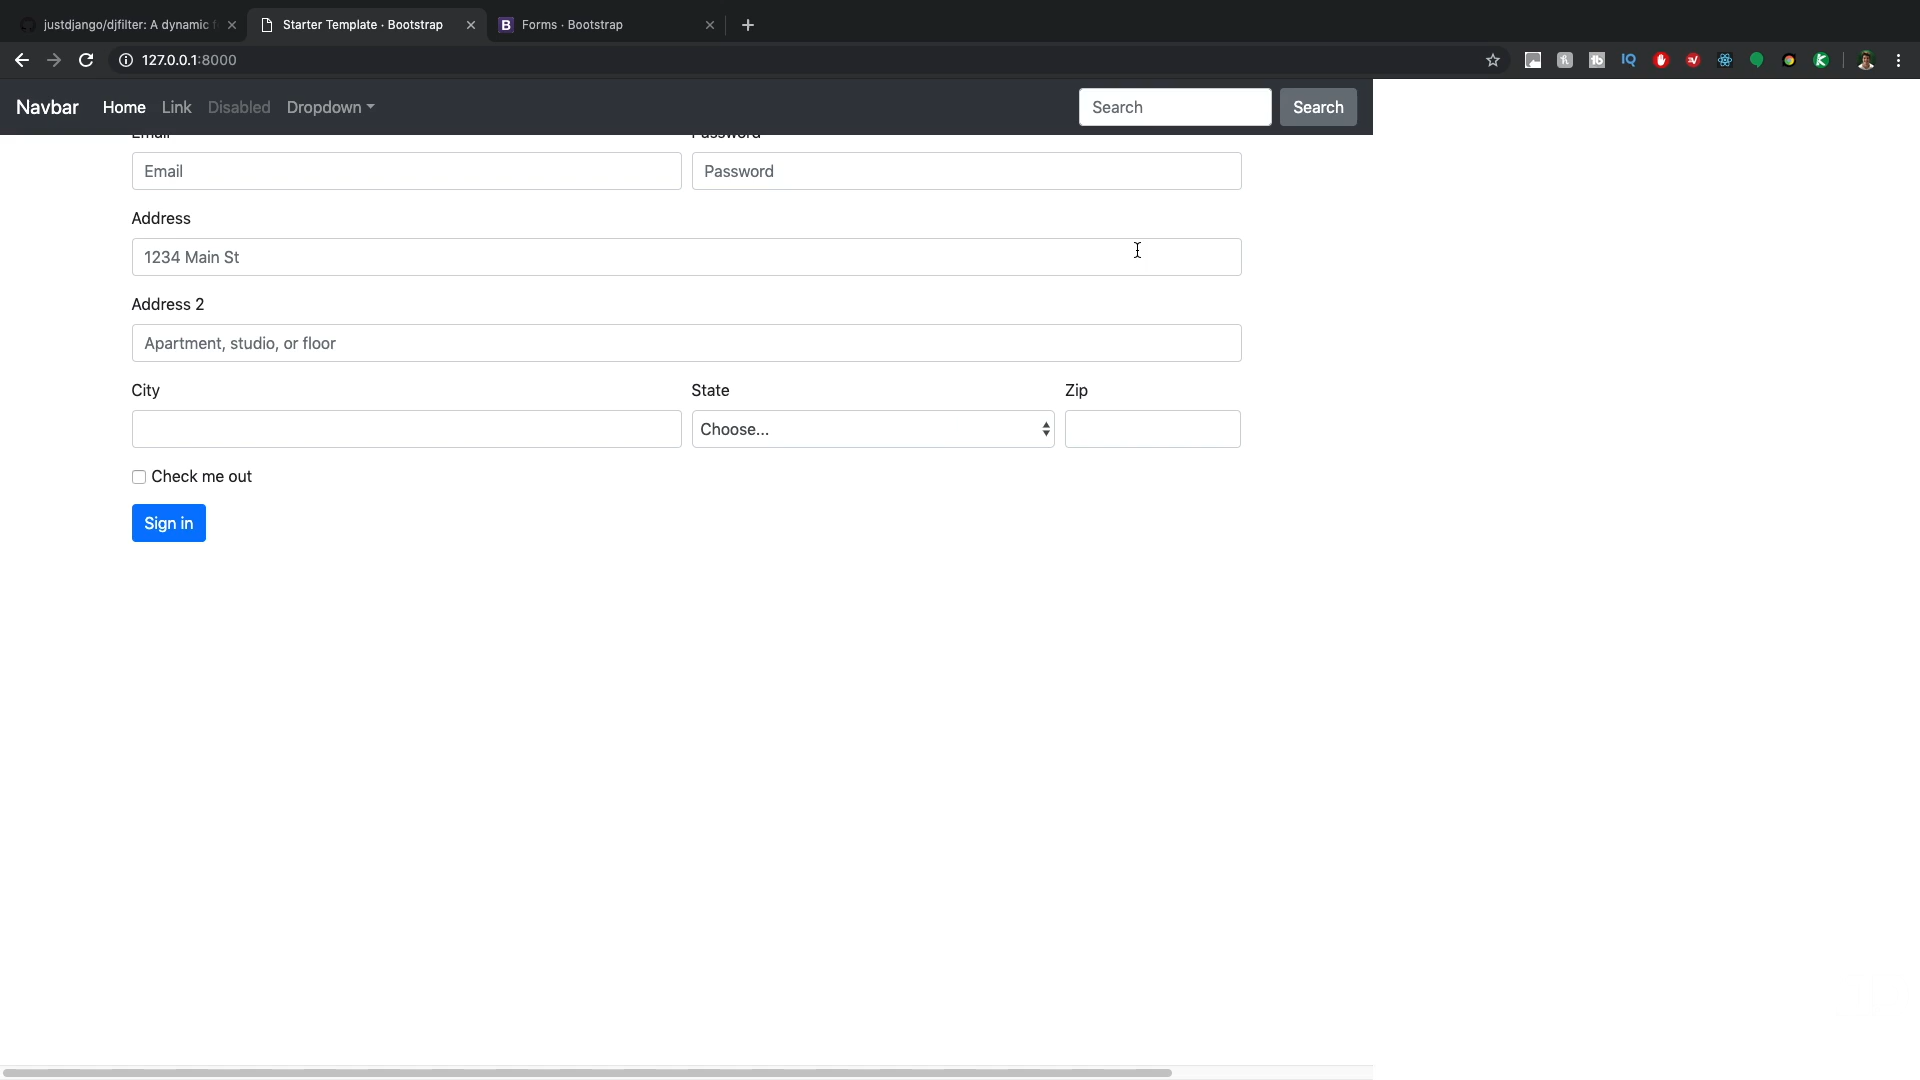 justdjango/djfilter: A dynamic f
Starter Template · Bootstrap
Forms · Bootstrap
127.0.0.1:8000
Navbar Home Link Disabled Dropdown Search Search
Email Password
Email Password
Address
1234 Main St
Address 2
Apartment, studio, or floor
City State Zip
Choose...
Check me out
Sign in